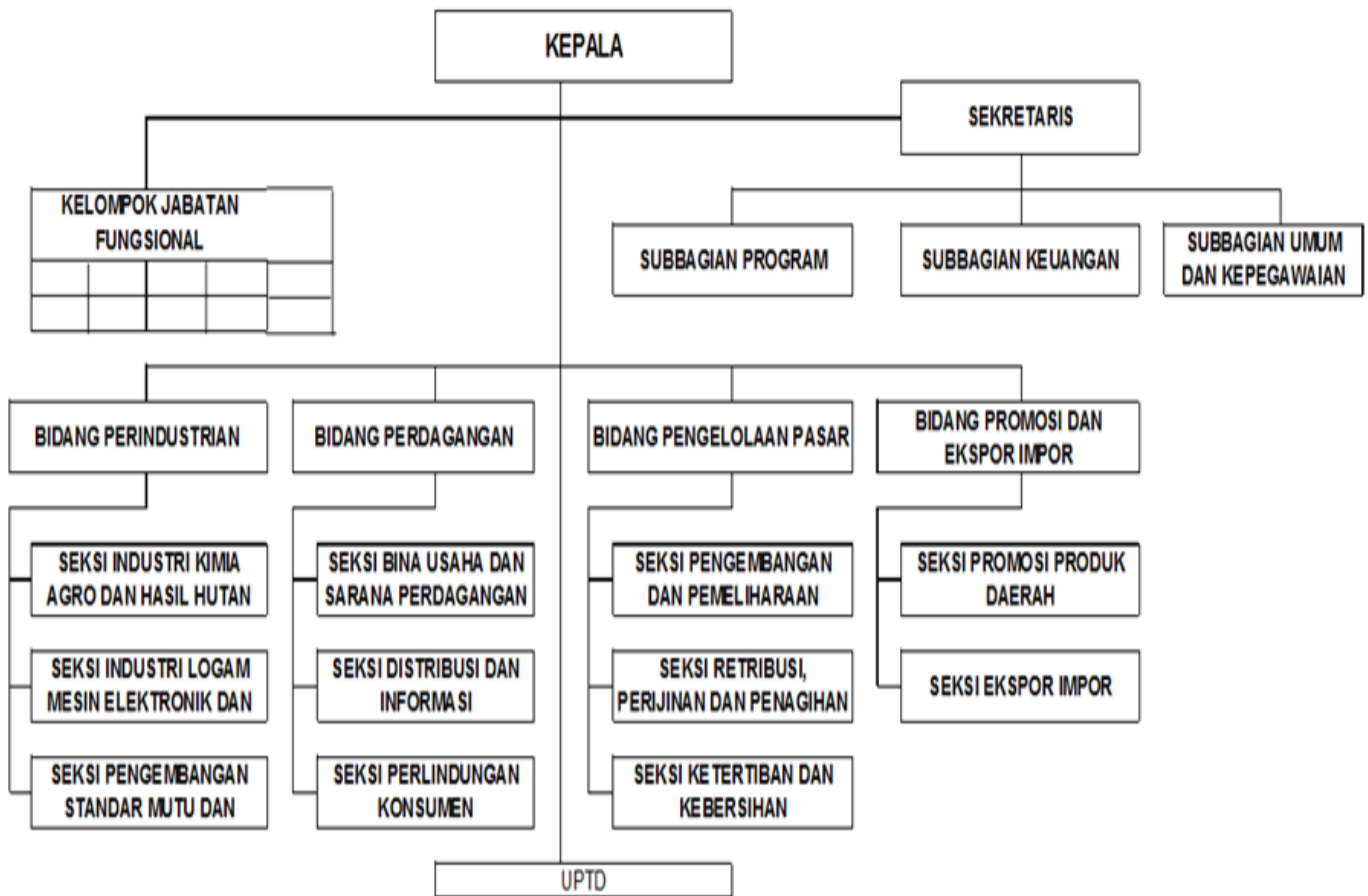 KEPALA
SEKRETARIS
KELOMPOK JABATAN
FUNGSIONAL
SUBBAGIAN PROGRAM
SUBBAGIAN KEUANGAN
SUBBAGIAN UMUM
DAN KEPEGAWAIAN
BIDANG PERINDUSTRIAN
BIDANG PERDAGANGAN
BIDANG PENGELOLAAN PASAR
BIDANG PROMOSI DAN
EKSPOR IMPOR
SEKSI INDUSTRI KIMIA
AGRO DAN HASIL HUTAN
SEKSI BINA USAHA DAN
SARANA PERDAGANGAN
SEKSI PENGEMBANGAN
DAN PEMELIHARAAN
SEKSI PROMOSI PRODUK
DAERAH
SEKSI INDUSTRI LOGAM
MESIN ELEKTRONIK DAN
SEKSI DISTRIBUSI DAN
INFORMASI
SEKSI RETRIBUSI,
PERIJINAN DAN PENAGIHAN
SEKSI EKSPOR IMPOR
SEKSI PENGEMBANGAN
STANDAR MUTU DAN
SEKSI PERLINDUNGAN
KONSUMEN
SEKSI KETERTIBAN DAN
KEBERSIHAN
UPTD